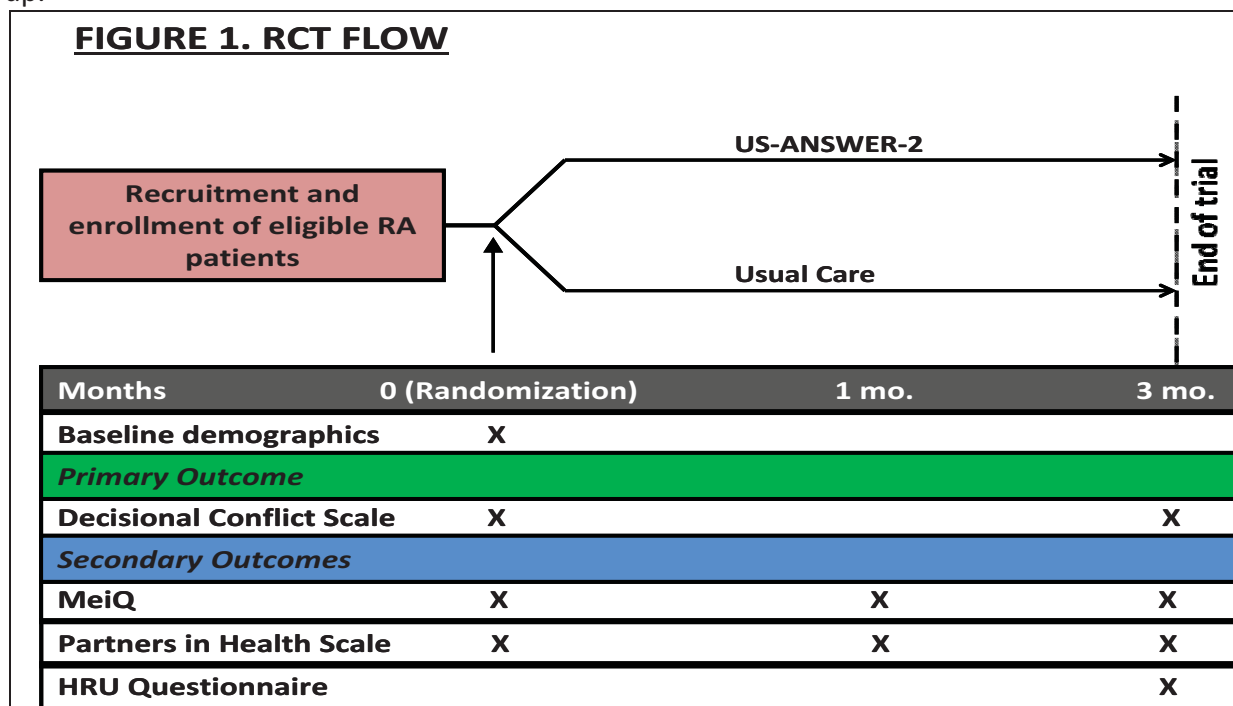 up.
FIGURE 1. RCT FLOW
US-ANSWER-2
Recruitment and
enrollment of eligible RA
patients
Usual Care
End of trial
Months 0 (Randomization) 1 mo. 3 mo.
Baseline demographics X
Primary Outcome
Decisional Conflict Scale X X
Secondary Outcomes
MeiQ X X X
Partners in Health Scale X X X
HRU Questionnaire X